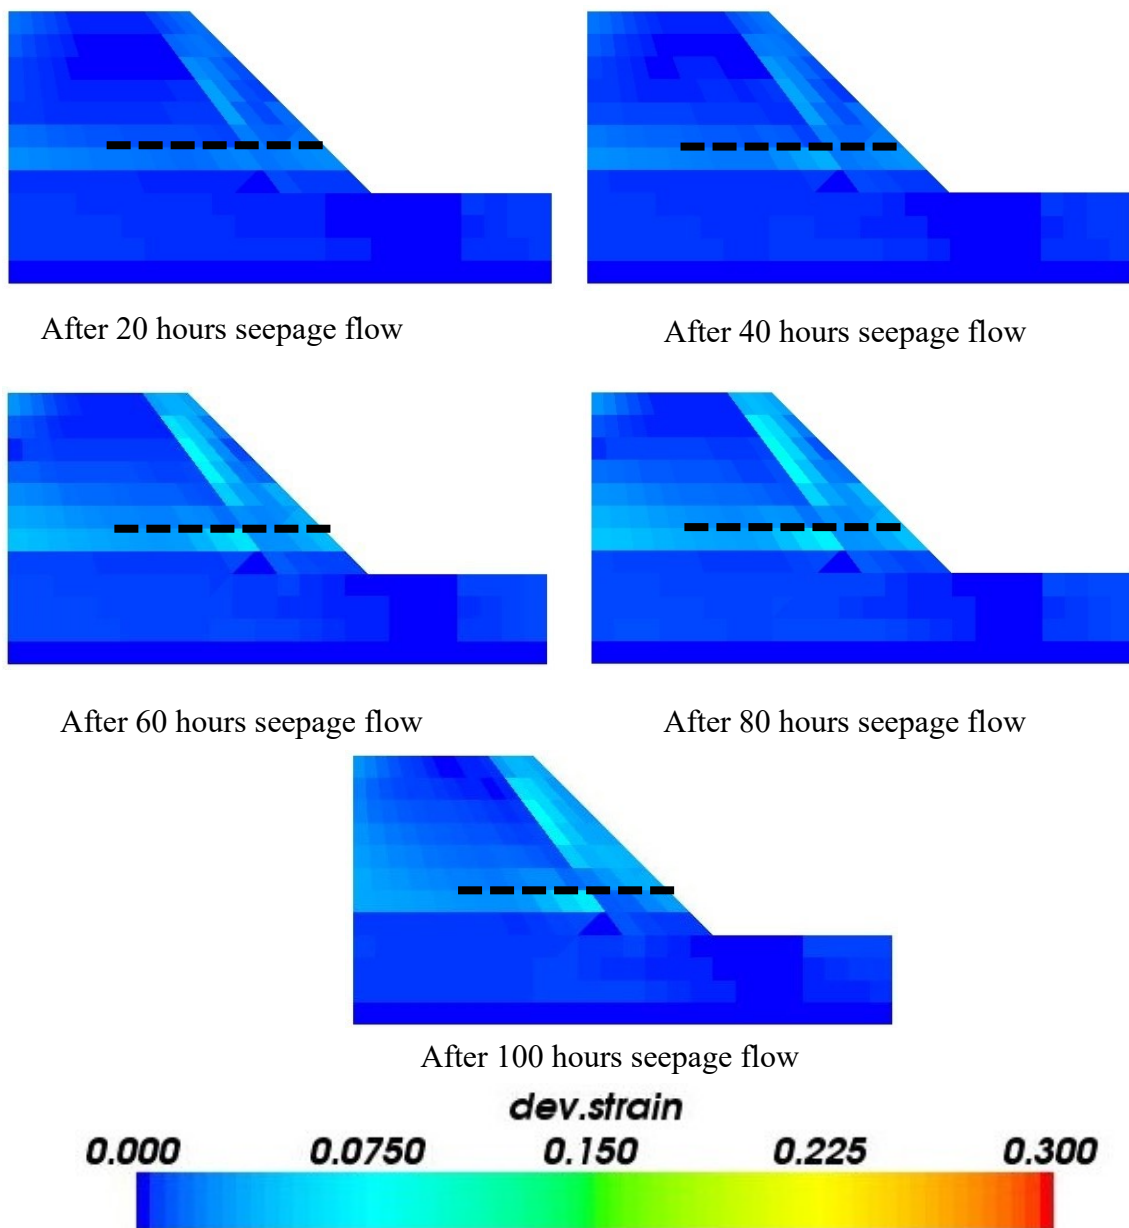 After 20 hours seepage flow
After 40 hours seepage flow
After 60 hours seepage flow
After 80 hours seepage flow
After 100 hours seepage flow
dev.strain
0.000 0.0750 0.150 0.225 0.300